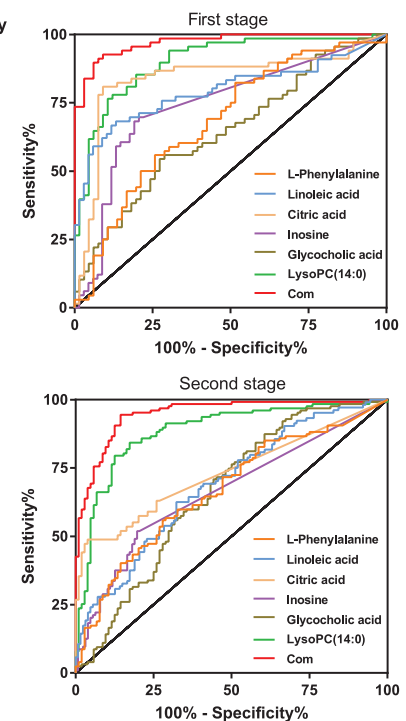 y
First stage
100
75
50
25
0
Sensitivity%
L-Phenylalanine
Linoleic acid
Citric acid
Inosine
Glycocholic acid
LysoPC(14:0)
Com
0 25 50 75 100
100% - Specificity%
Second stage
100
75
50
25
0
Sensitivity%
L-Phenylalanine
Linoleic acid
Citric acid
Inosine
Glycocholic acid
LysoPC(14:0)
Com
0 25 50 75 100
100% - Specificity%